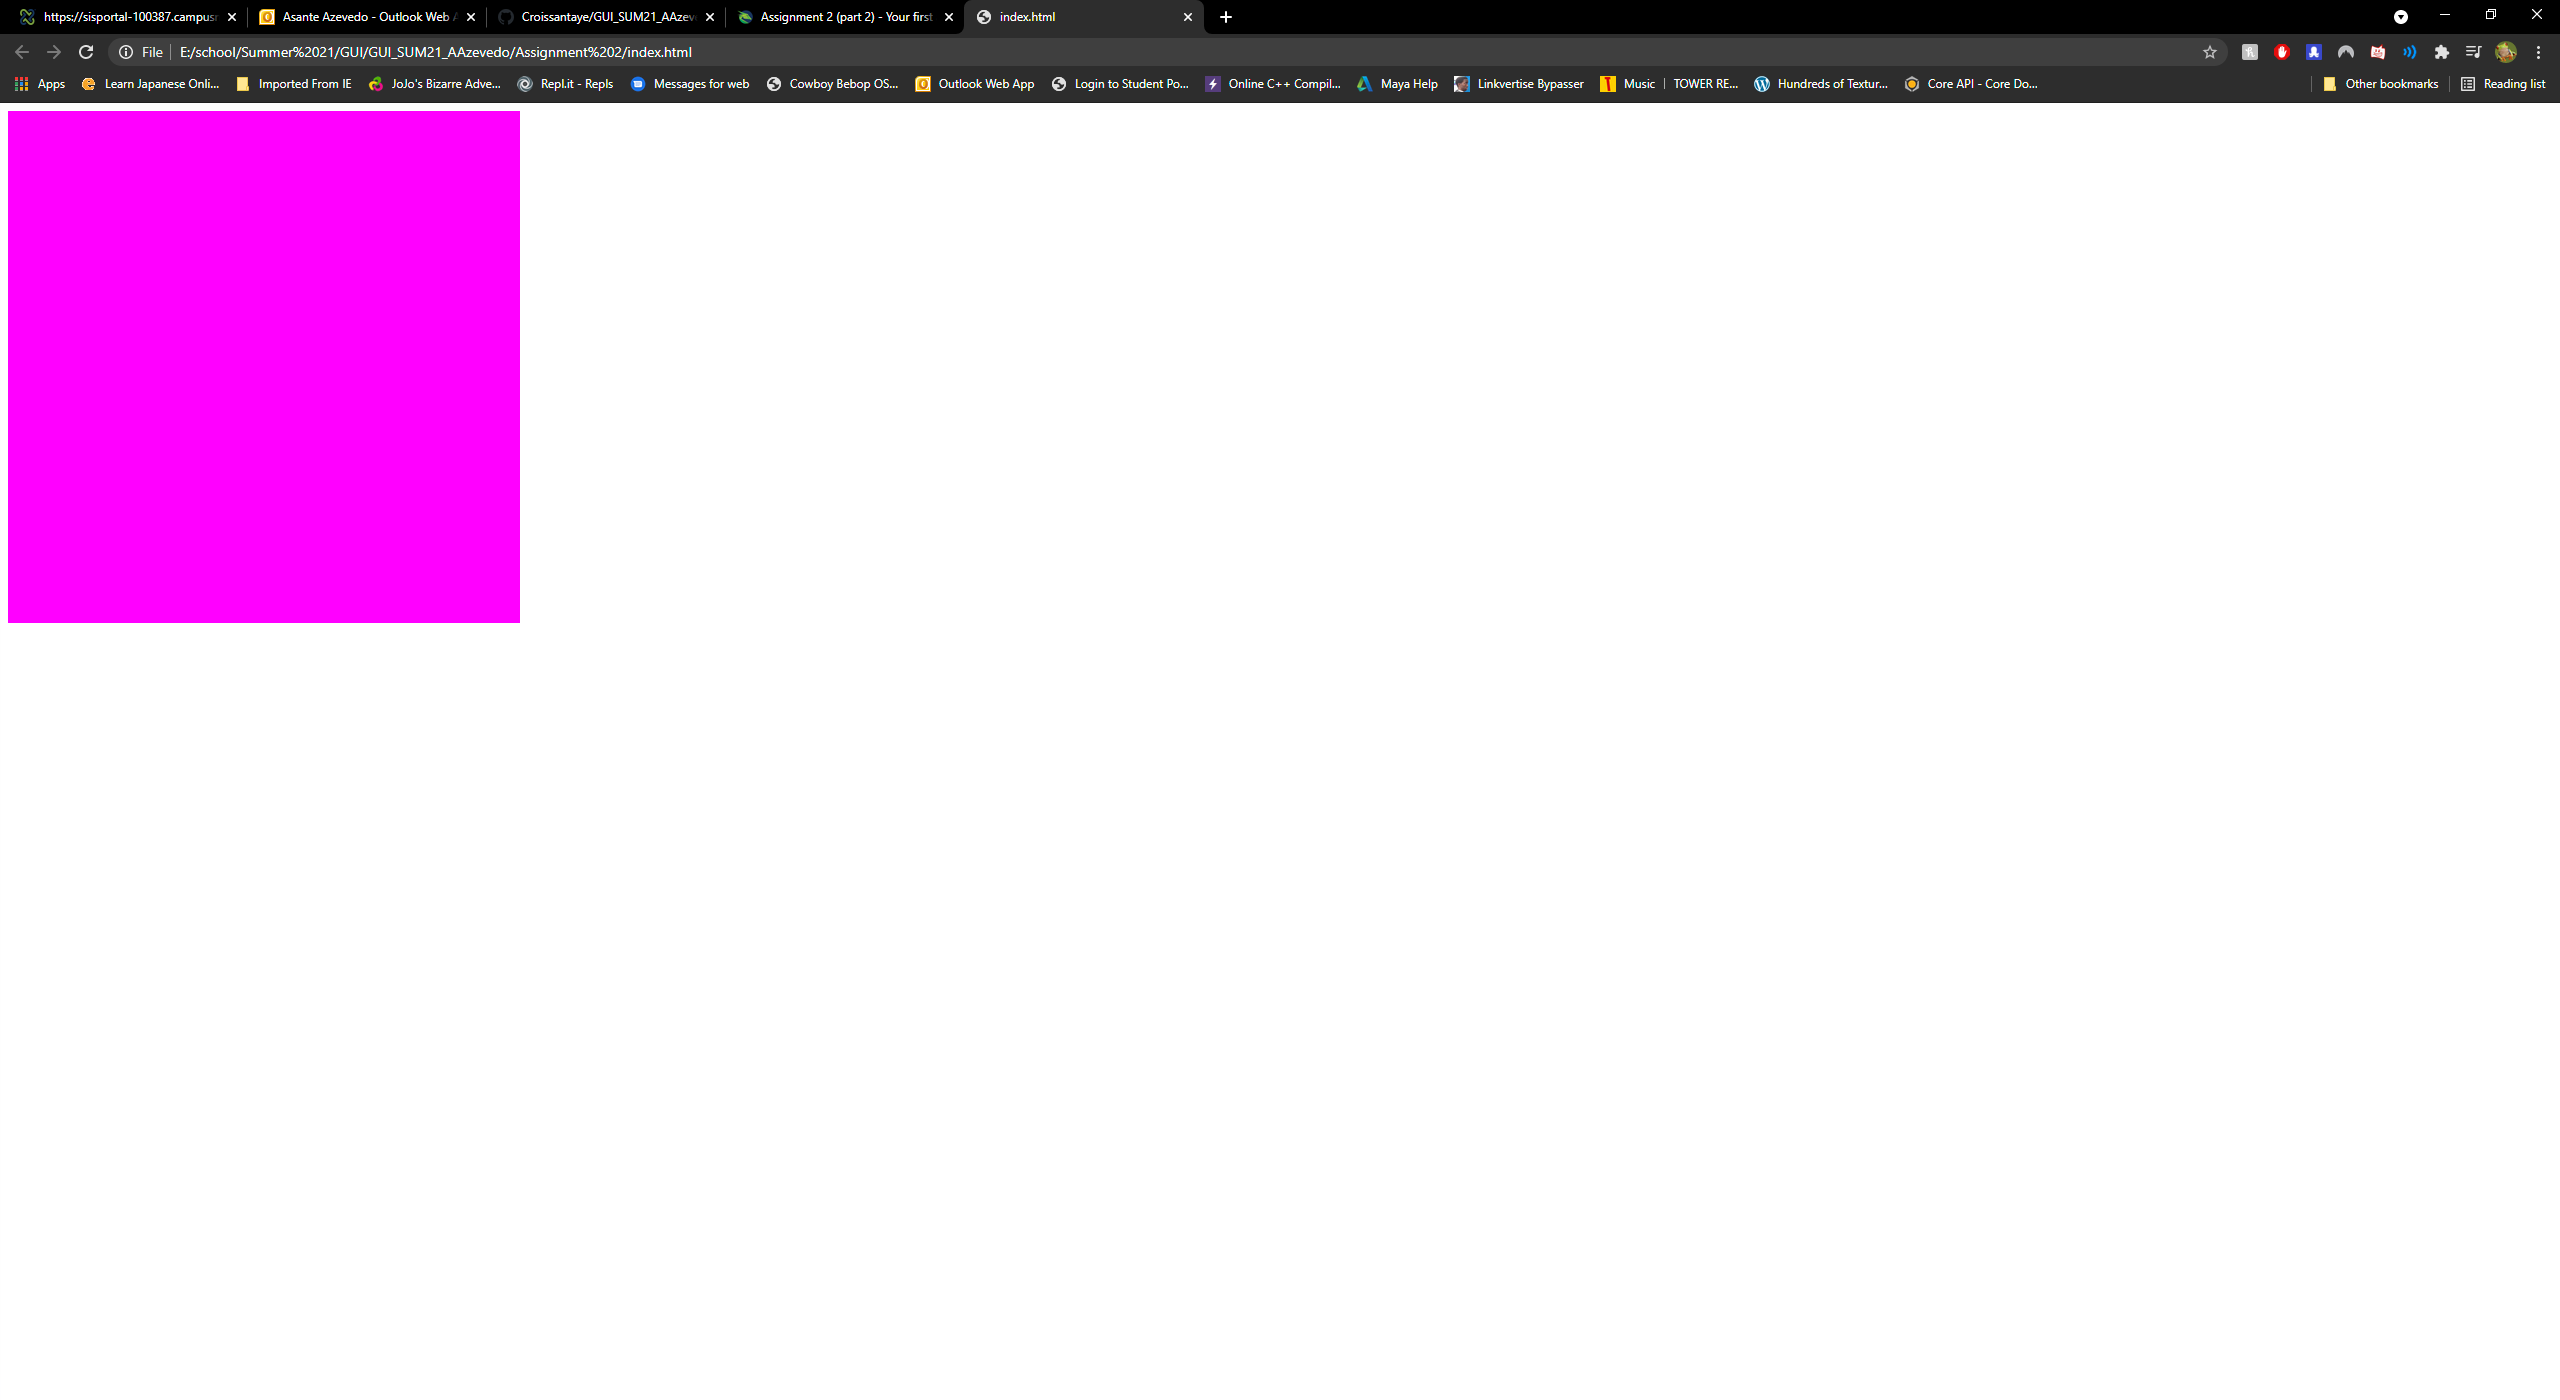 https://sisportal-100387.campusn
Asante Azevedo - Outlook Web A
Croissantaye/GUI_SUM21_AAzeve
Assignment 2 (part 2) - Your first
index.html
File
E:/school/Summer%2021/GUI/GUI_SUM21_AAzevedo/Assignment%202/index.html
Apps
Learn Japanese Onli...
Imported From IE
JoJo's Bizarre Adve...
Repl.it - Repls
Messages for web
Cowboy Bebop OS...
Outlook Web App
Login to Student Po...
Online C++ Compil...
Maya Help
Linkvertise Bypasser
Music | TOWER RE...
Hundreds of Textur...
Core API - Core Do...
Other bookmarks
Reading list